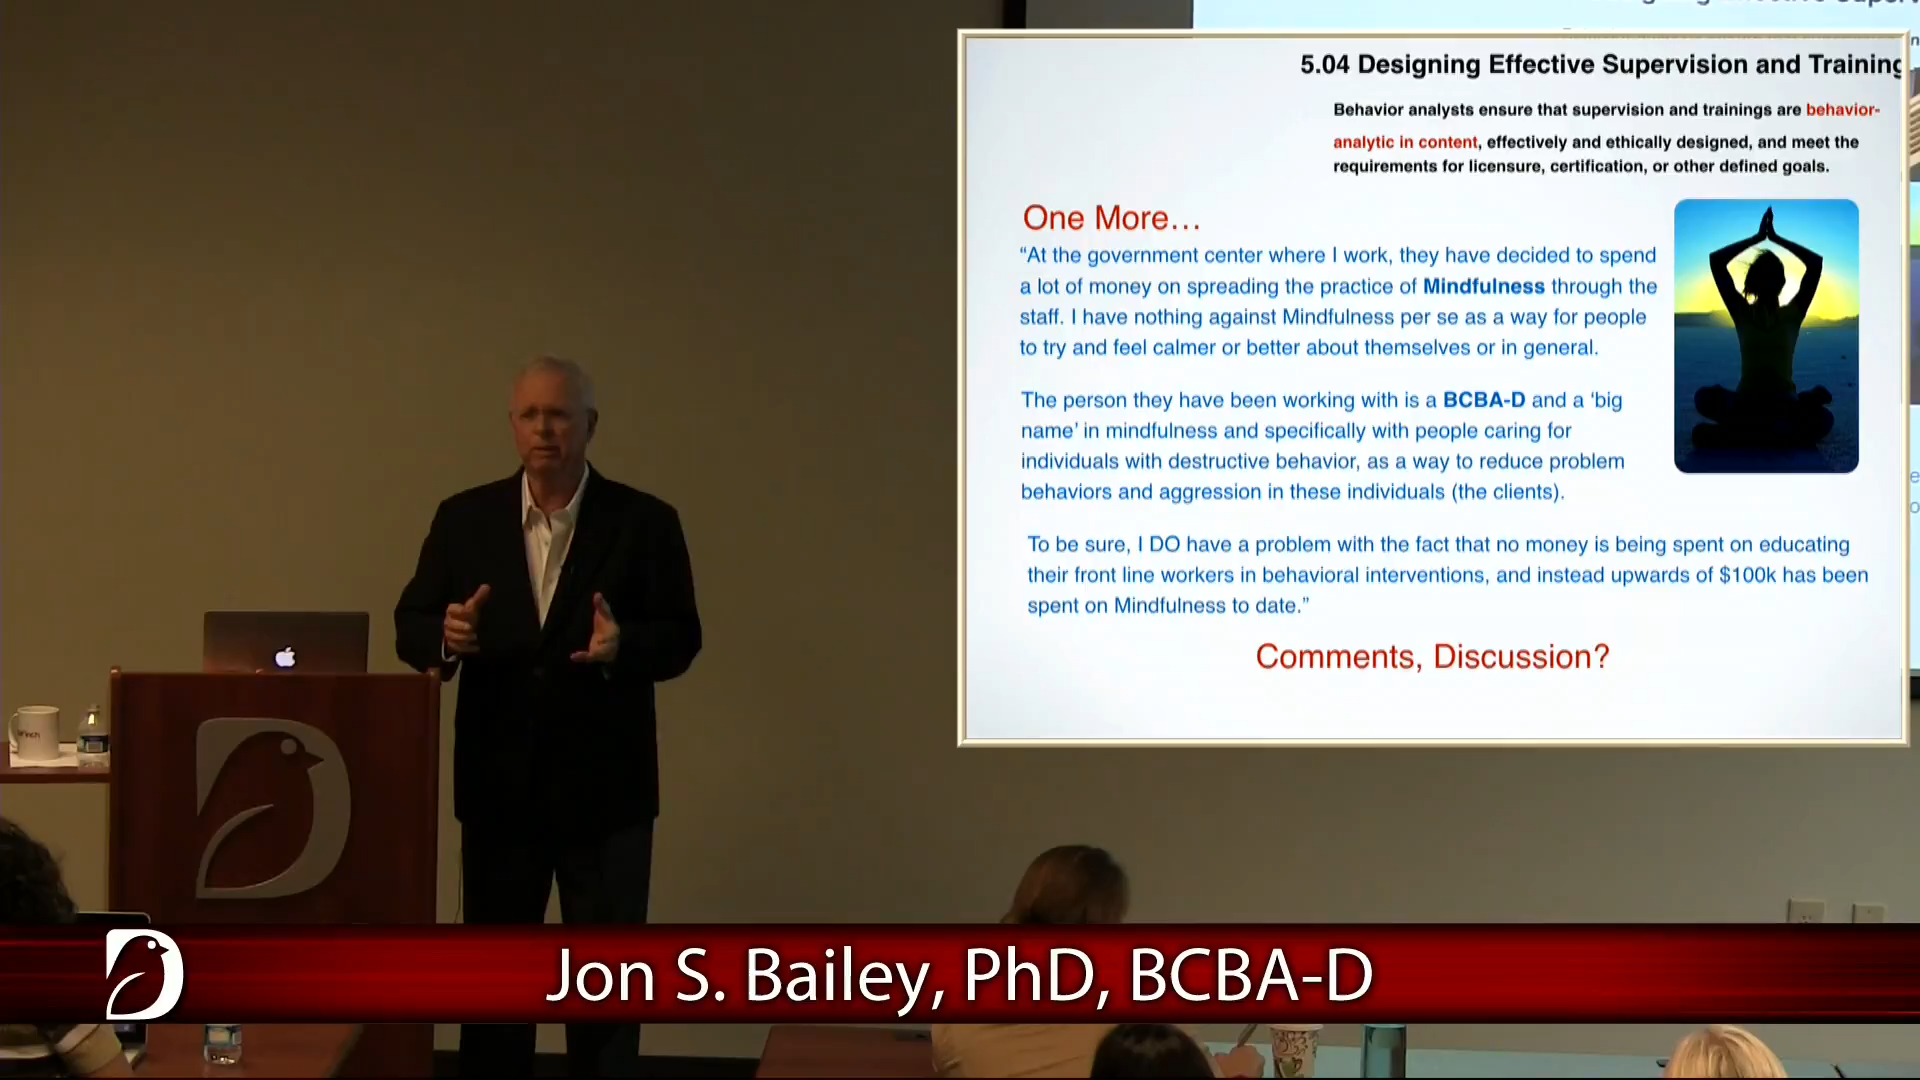 5.04 Designing Effective Supervision and Training
Behavior analysts ensure that supervision and trainings are behavior-
analytic in content, effectively and ethically designed, and meet the
requirements for licensure, certification, or other defined goals.
One More…
“At the government center where I work, they have decided to spend
a lot of money on spreading the practice of Mindfulness through the
staff. I have nothing against Mindfulness per se as a way for people
to try and feel calmer or better about themselves or in general.
The person they have been working with is a BCBA-D and a ‘big
name’ in mindfulness and specifically with people caring for
individuals with destructive behavior, as a way to reduce problem
behaviors and aggression in these individuals (the clients).
To be sure, I DO have a problem with the fact that no money is being spent on educating
their front line workers in behavioral interventions, and instead upwards of $100k has been
spent on Mindfulness to date.”
Comments, Discussion?
Jon S. Bailey, PhD, BCBA-D